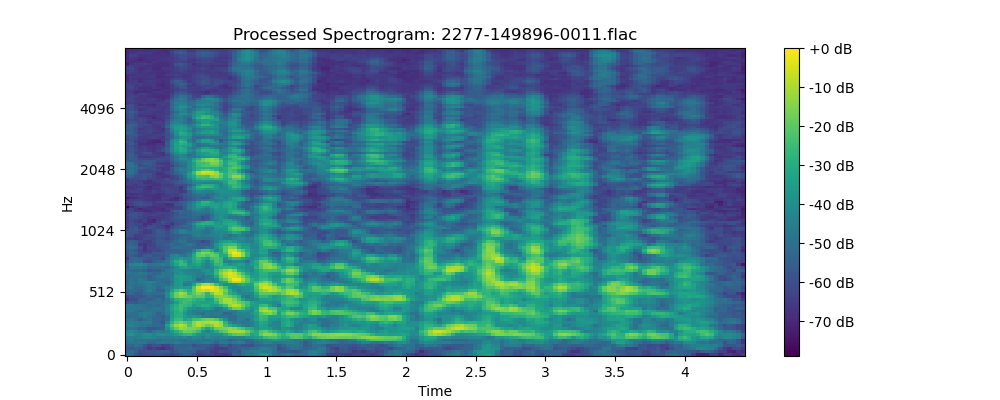 Processed Spectrogram: 2277-149896-0011.flac
Hz
4096
2048
1024
512
0
0 0.5 1 1.5 2 2.5 3 3.5 4
Time
+0 dB
-10 dB
-20 dB
-30 dB
-40 dB
-50 dB
-60 dB
-70 dB